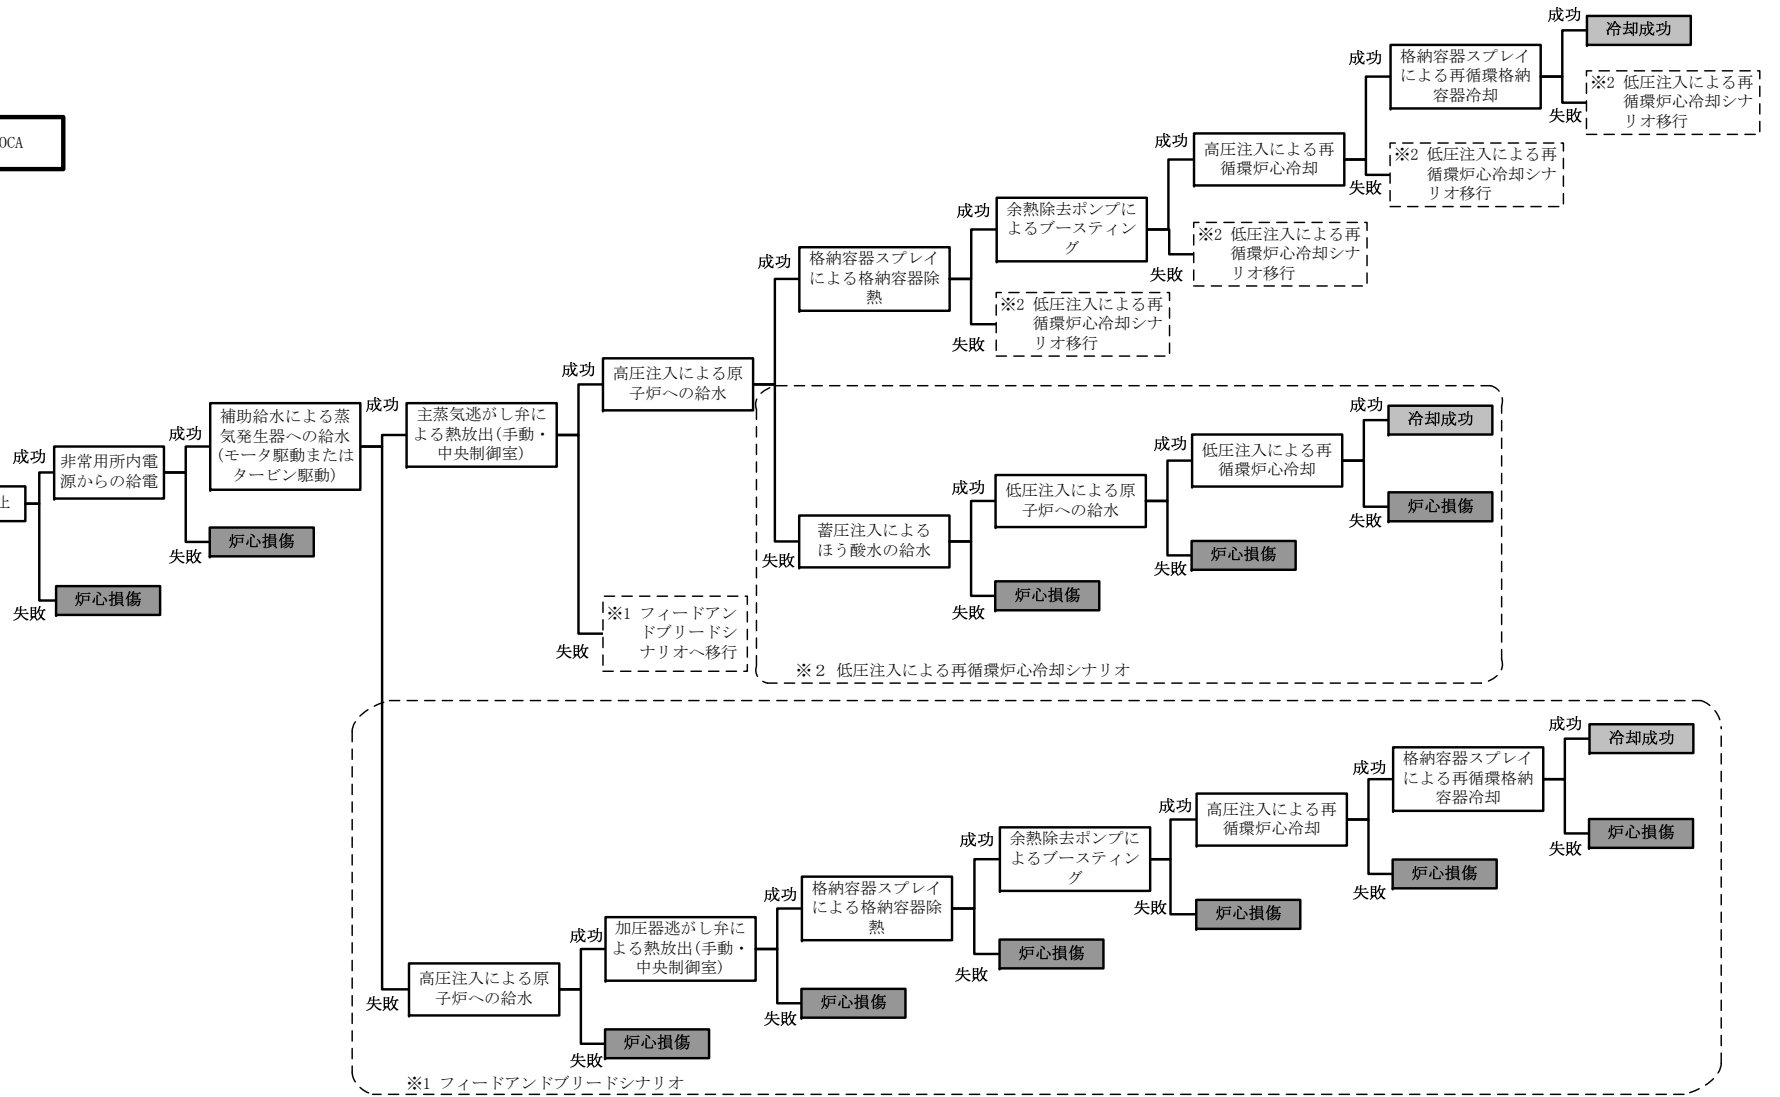 OCA
上
成功
失敗
非常用所内電
源からの給電
炉心損傷
成功
失敗
補助給水による蒸
気発生器への給水
(モータ駆動または
タービン駆動)
炉心損傷
成功
失敗
主蒸気逃がし弁に
よる熱放出(手動・
中央制御室)
成功
失敗
高圧注入による原
子炉への給水
※1 フィードアン
ドブリードシ
ナリオへ移行
成功
失敗
格納容器スプレイ
による格納容器除
熱
成功
失敗
余熱除去ポンプに
よるブースティン
グ
※2 低圧注入による再
循環炉心冷却シナ
リオ移行
成功
失敗
高圧注入による再
循環炉心冷却
※2 低圧注入による再
循環炉心冷却シナ
リオ移行
成功
失敗
格納容器スプレイ
による再循環格納
容器冷却
※2 低圧注入による再
循環炉心冷却シナ
リオ移行
成功
失敗
冷却成功
※2 低圧注入による再
循環炉心冷却シナ
リオ移行
蓄圧注入による
ほう酸水の給水
成功
失敗
低圧注入による原
子炉への給水
炉心損傷
成功
失敗
低圧注入による再
循環炉心冷却
炉心損傷
成功
失敗
冷却成功
炉心損傷
※２ 低圧注入による再循環炉心冷却シナリオ
高圧注入による原
子炉への給水
成功
失敗
加圧器逃がし弁に
よる熱放出(手動・
中央制御室)
炉心損傷
成功
失敗
格納容器スプレイ
による格納容器除
熱
炉心損傷
成功
失敗
余熱除去ポンプに
よるブースティン
グ
炉心損傷
成功
失敗
高圧注入による再
循環炉心冷却
炉心損傷
成功
失敗
格納容器スプレイ
による再循環格納
容器冷却
炉心損傷
成功
失敗
冷却成功
炉心損傷
※1 フィードアンドブリードシナリオ